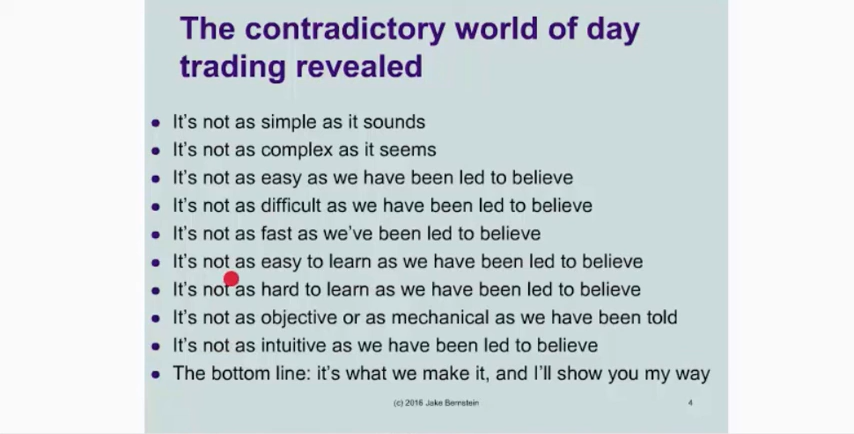 The contradictory world of day
trading revealed
It's not as simple as it sounds
It's not as complex as it seems
It's not as easy as we have been led to believe
It's not as difficult as we have been led to believe
It's not as fast as we've been led to believe
It's not as easy to learn as we have been led to believe
It's not as hard to learn as we have been led to believe
It's not as objective or as mechanical as we have been told
It's not as intuitive as we have been led to believe
The bottom line: it's what we make it, and I'll show you my way
(c) 2016 Jake Bernstein
4